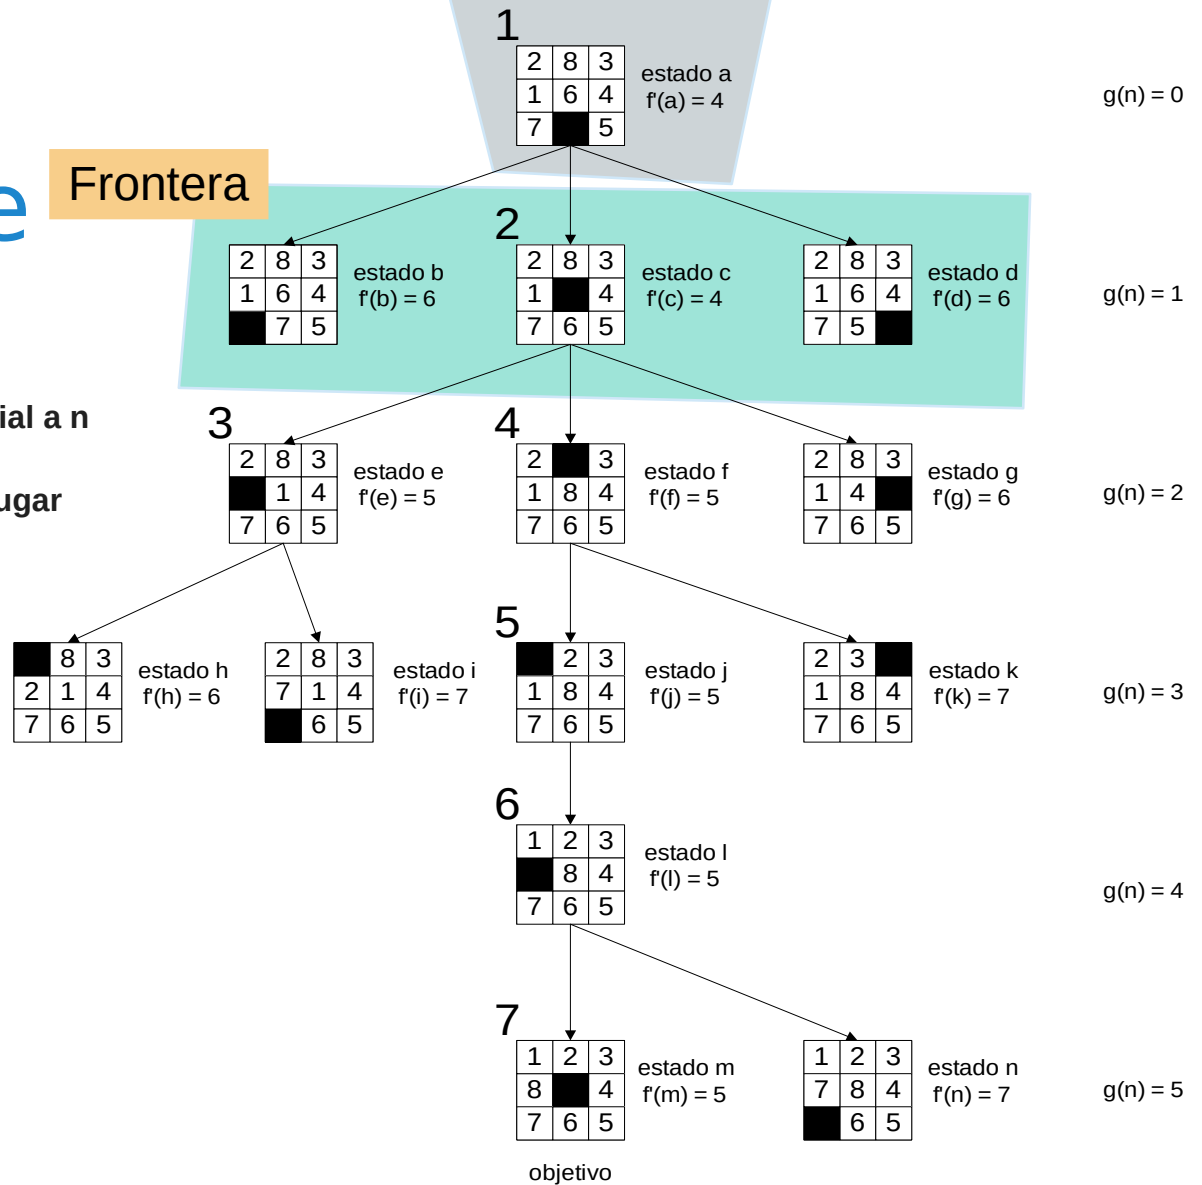 1
2 8 3
1 6 4
7 5
estado a
f'(a) = 4
g(n) = 0
e
Frontera
2 8 3
1 6 4
7 5
estado b
f'(b) = 6
2
2 8 3
1 4
7 6 5
estado c
f'(c) = 4
2 8 3
1 6 4
7 5
estado d
f'(d) = 6
g(n) = 1
ial a n
ugar
3
2 8 3
1 4
7 6 5
estado e
f'(e) = 5
4
2 3
1 8 4
7 6 5
estado f
f'(f) = 5
2 8 3
1 4
7 6 5
estado g
f'(g) = 6
g(n) = 2
8 3
2 1 4
7 6 5
estado h
f'(h) = 6
2 8 3
7 1 4
6 5
estado i
f'(i) = 7
5
2 3
1 8 4
7 6 5
estado j
f'(j) = 5
2 3
1 8 4
7 6 5
estado k
f'(k) = 7
g(n) = 3
6
1 2 3
8 4
7 6 5
estado l
f'(l) = 5
g(n) = 4
7
1 2 3
8 4
7 6 5
estado m
f'(m) = 5
objetivo
1 2 3
7 8 4
6 5
estado n
f'(n) = 7
g(n) = 5